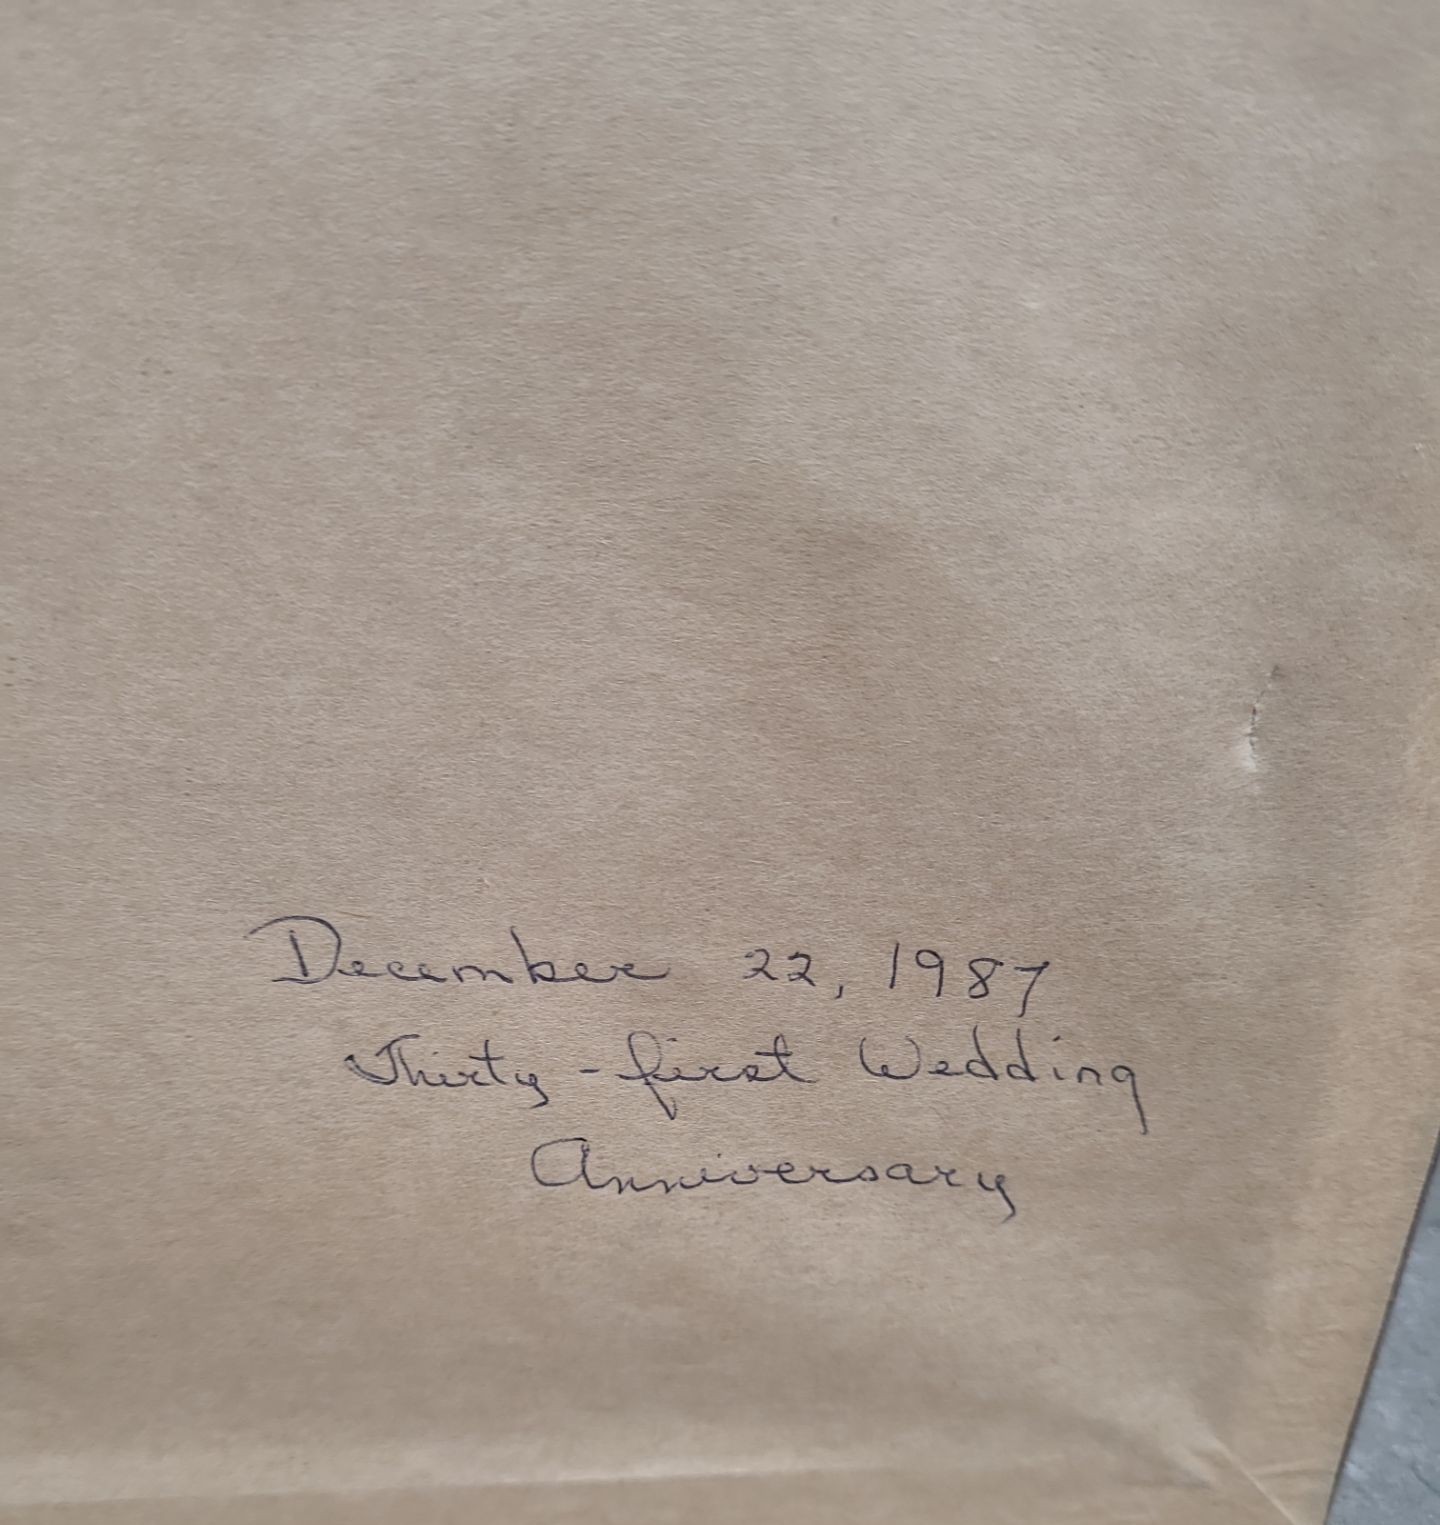 December 22, 1987
Thirty-first Wedding
Anniversary